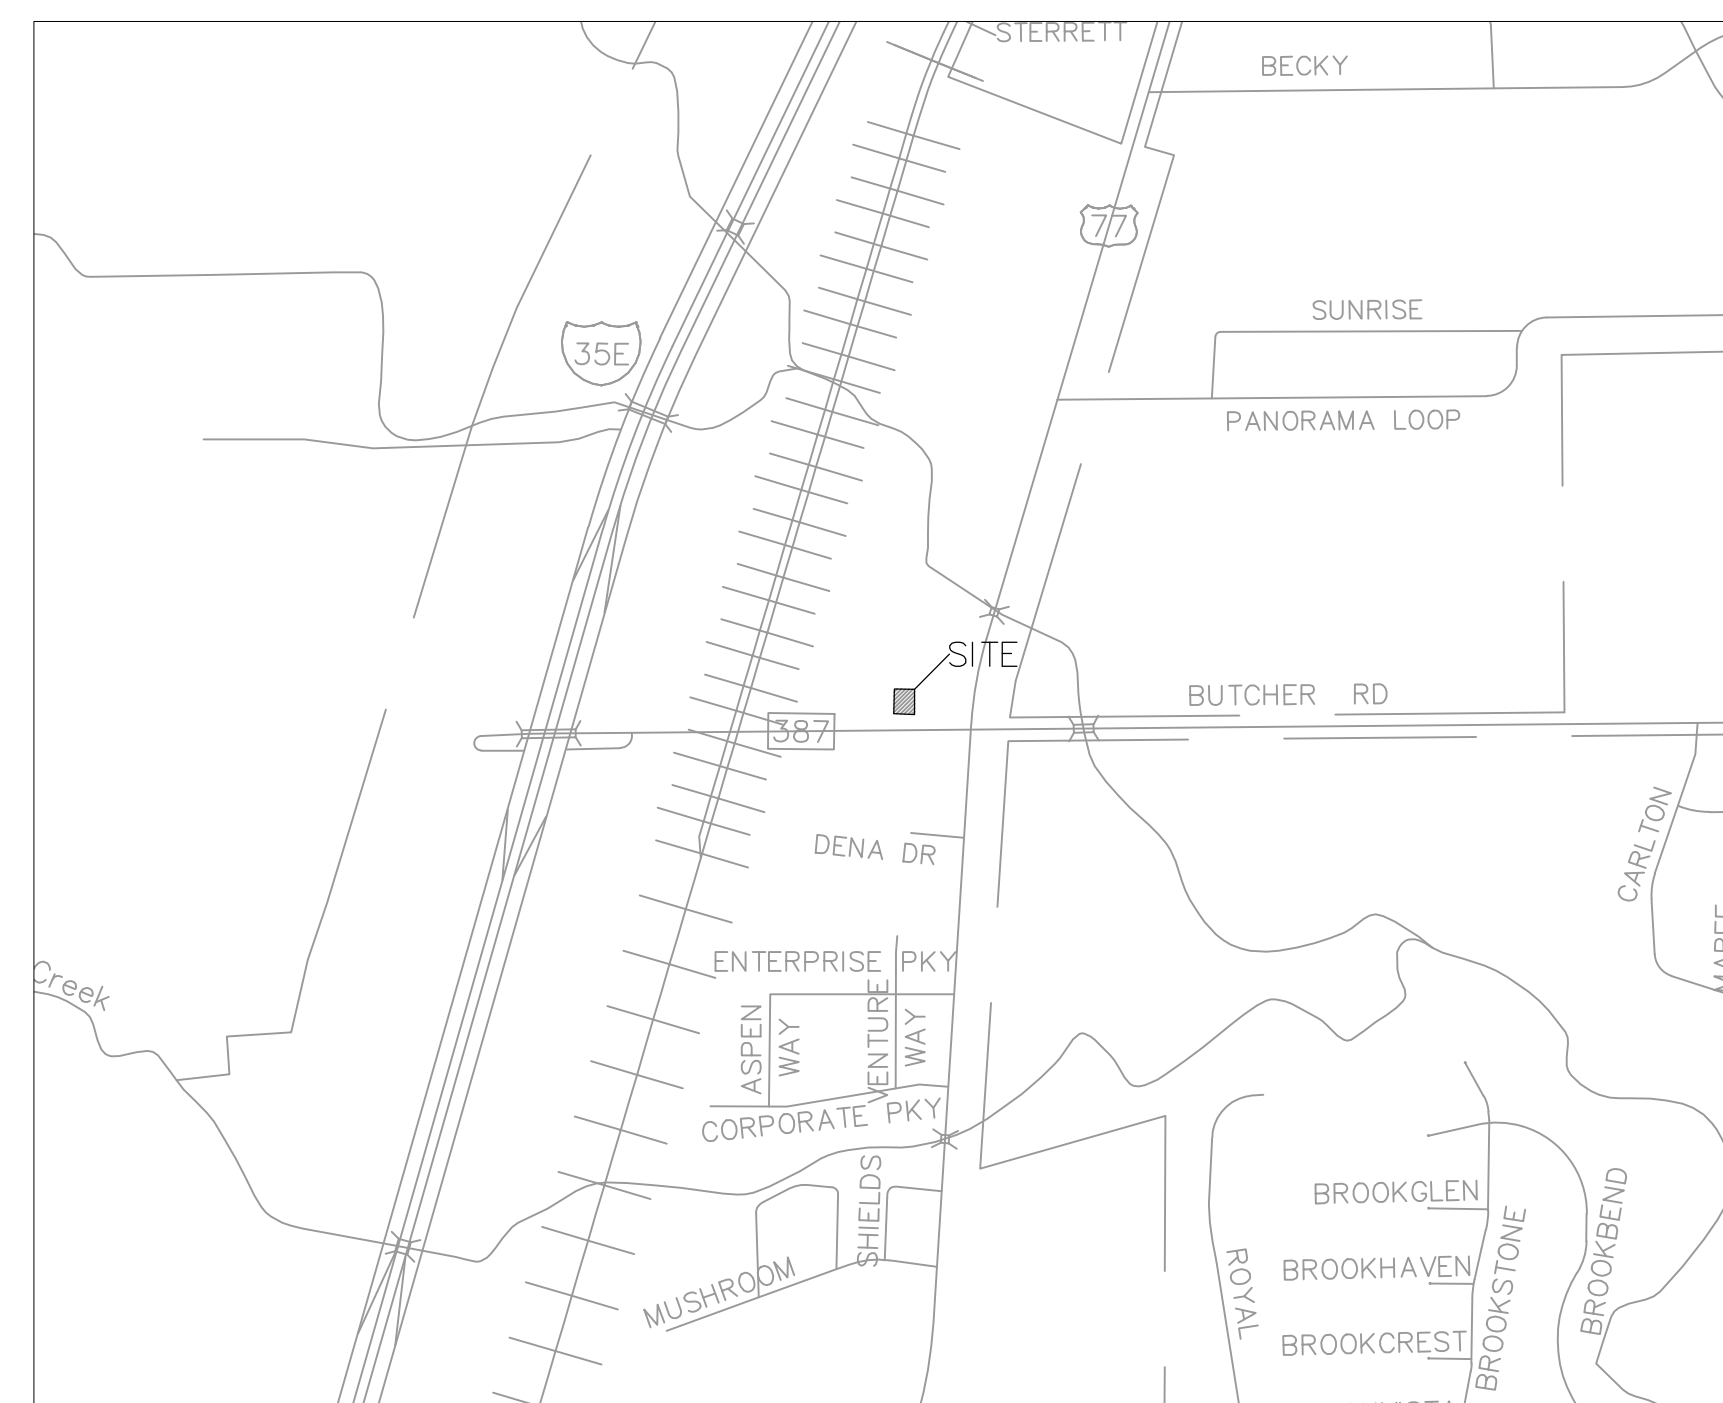 STERRETT
BECKY
77
SUNRISE
35E
PANORAMA LOOP
SITE
BUTCHER RD
387
CARLTON
DENA DR
ENTERPRISE PKY
Creek
ASPEN
WAY
VENTURE
WAY
CORPORATE PKY
SHIELDS
BROOKGLEN
BROOKBEND
BROOKSTONE
ROYAL
BROOKHAVEN
MUSHROOM
BROOKCREST